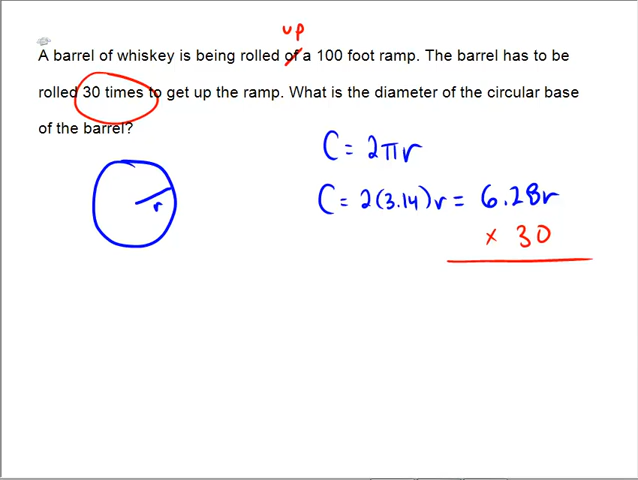 up
A barrel of whiskey is being rolled of a 100 foot ramp. The barrel has to be
rolled 30 times to get up the ramp. What is the diameter of the circular base
of the barrel?
C = 2πr
C = 2(3.14)r = 6.28r
r
× 30